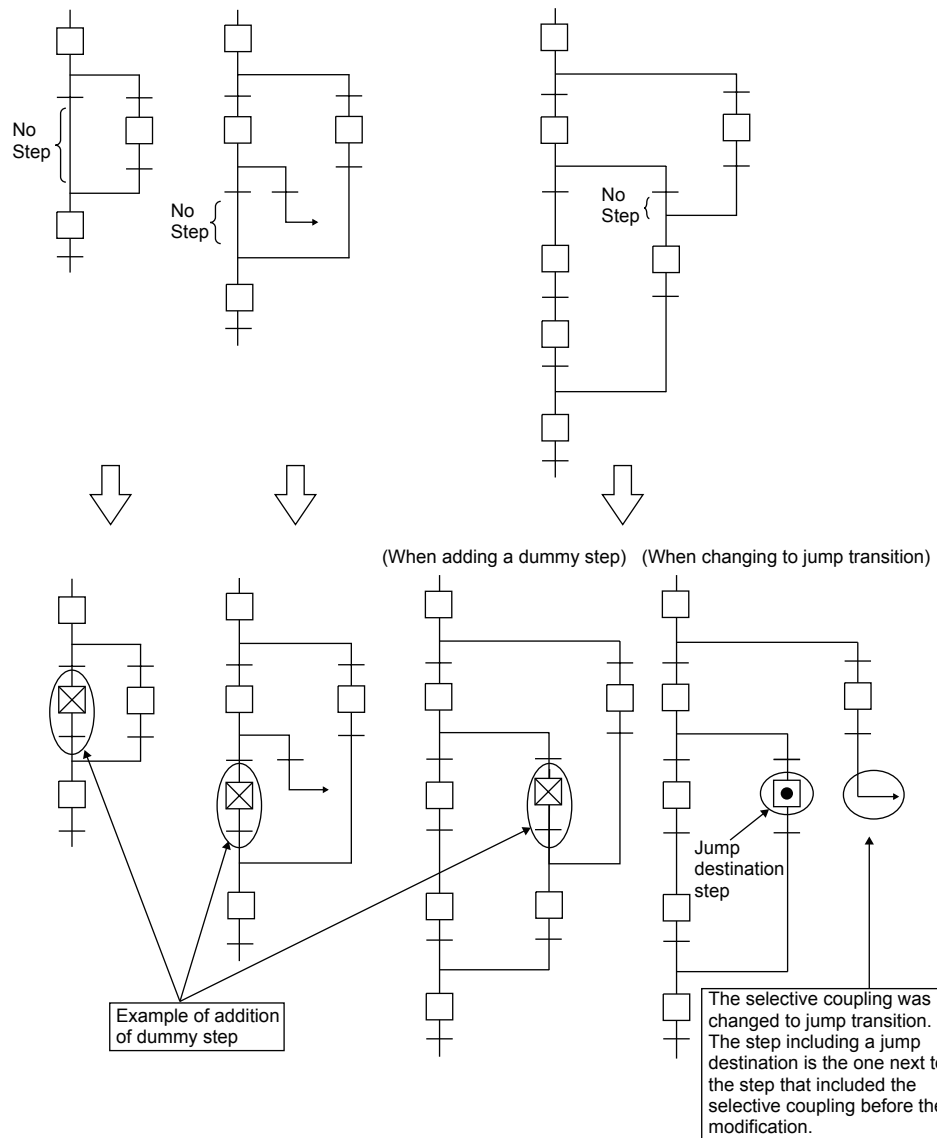 No
Step
No
Step
No
Step
(When adding a dummy step) (When changing to jump transition)
Jump
destination
step
Example of addition
of dummy step
The selective coupling was
changed to jump transition.
The step including a jump
destination is the one next
the step that included the
selective coupling before the
modification.